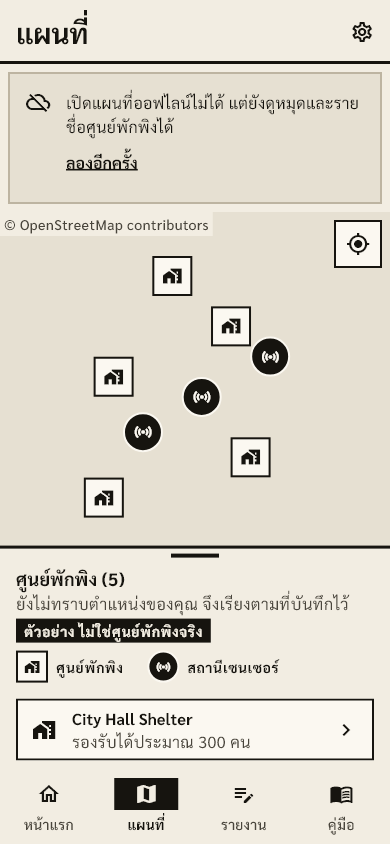 แผนที่
เปิดแผนที่ออฟไลน์ไม่ได้ แต่ยังดูหมุดและราย
ชื่อศูนย์พักพิงได้
ลองอีกครั้ง
© OpenStreetMap contributors
ศูนย์พักพิง (5)
ยังไม่ทราบตำแหน่งของคุณ จึงเรียงตามที่บันทึกไว้
ตัวอย่าง ไม่ใช่ศูนย์พักพิงจริง
ศูนย์พักพิง
สถานีเซนเซอร์
City Hall Shelter
รองรับได้ประมาณ 300 คน
หน้าแรก
แผนที่
รายงาน
คู่มือ